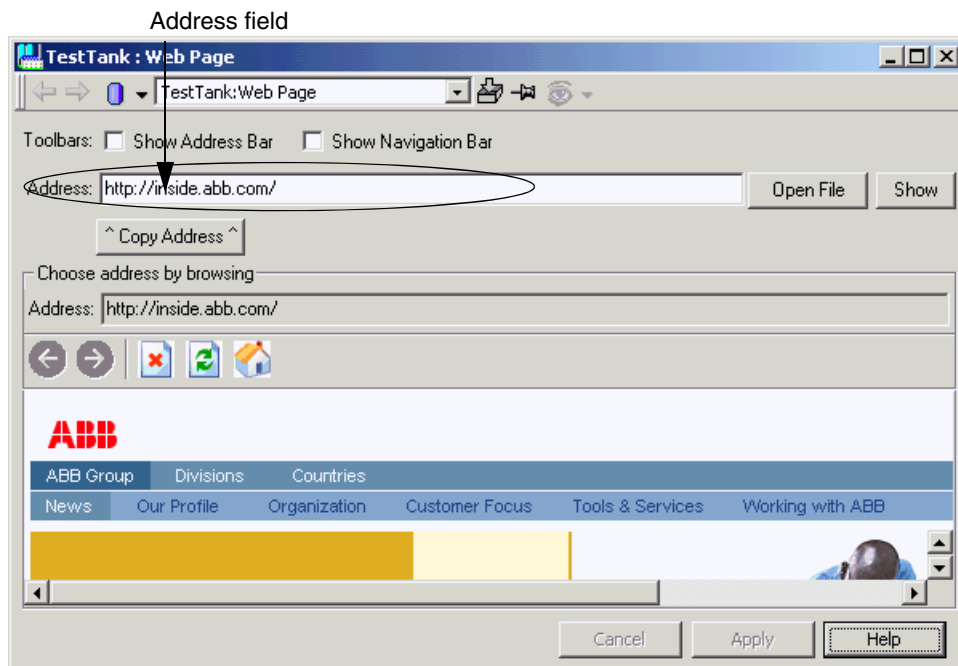 Address field
TestTank : Web Page
TestTank:Web Page
Toolbars: Show Address Bar Show Navigation Bar
Address: http://inside.abb.com/ Open File Show
^ Copy Address ^
Choose address by browsing
Address: http://inside.abb.com/
ABB
ABB Group Divisions Countries
News Our Profile Organization Customer Focus Tools & Services Working with ABB
Cancel Apply Help